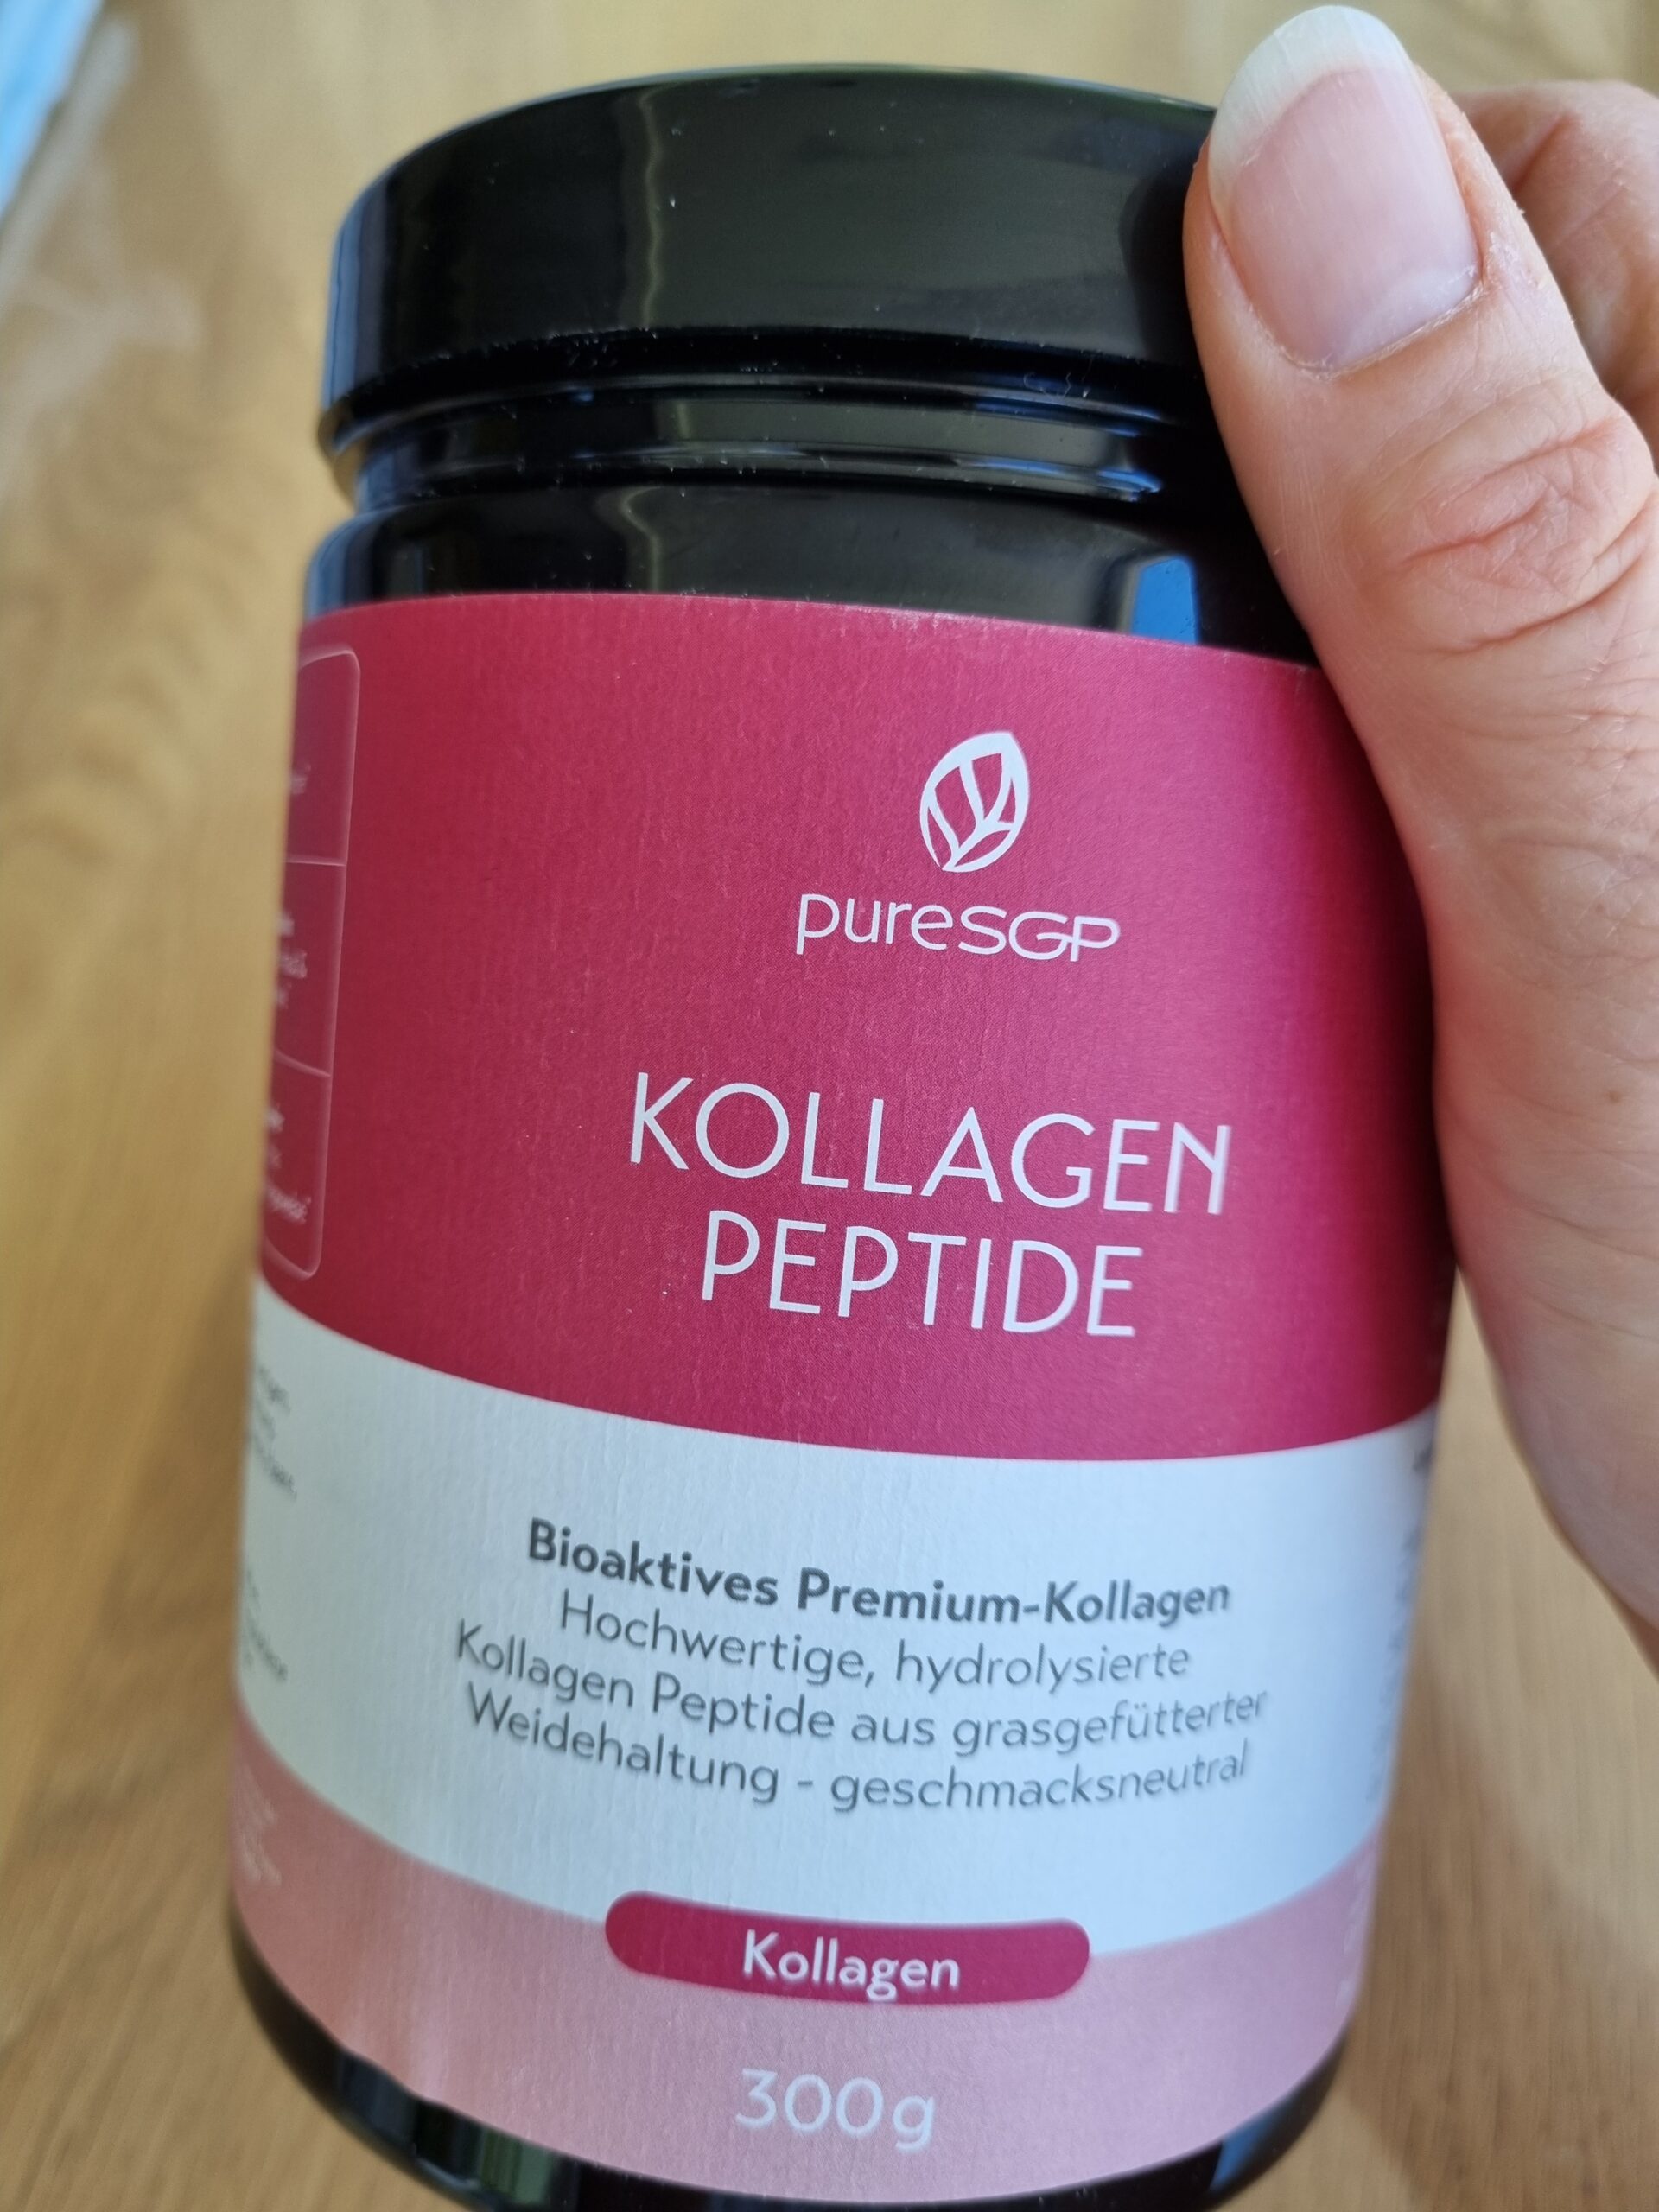 pureSGP
KOLLAGEN
PEPTIDE
Bioaktives Premium-Kollagen
Hochwertige, hydrolysierte
Kollagen Peptide aus grasgefütterter
Weidehaltung - geschmacksneutral
Kollagen
300g